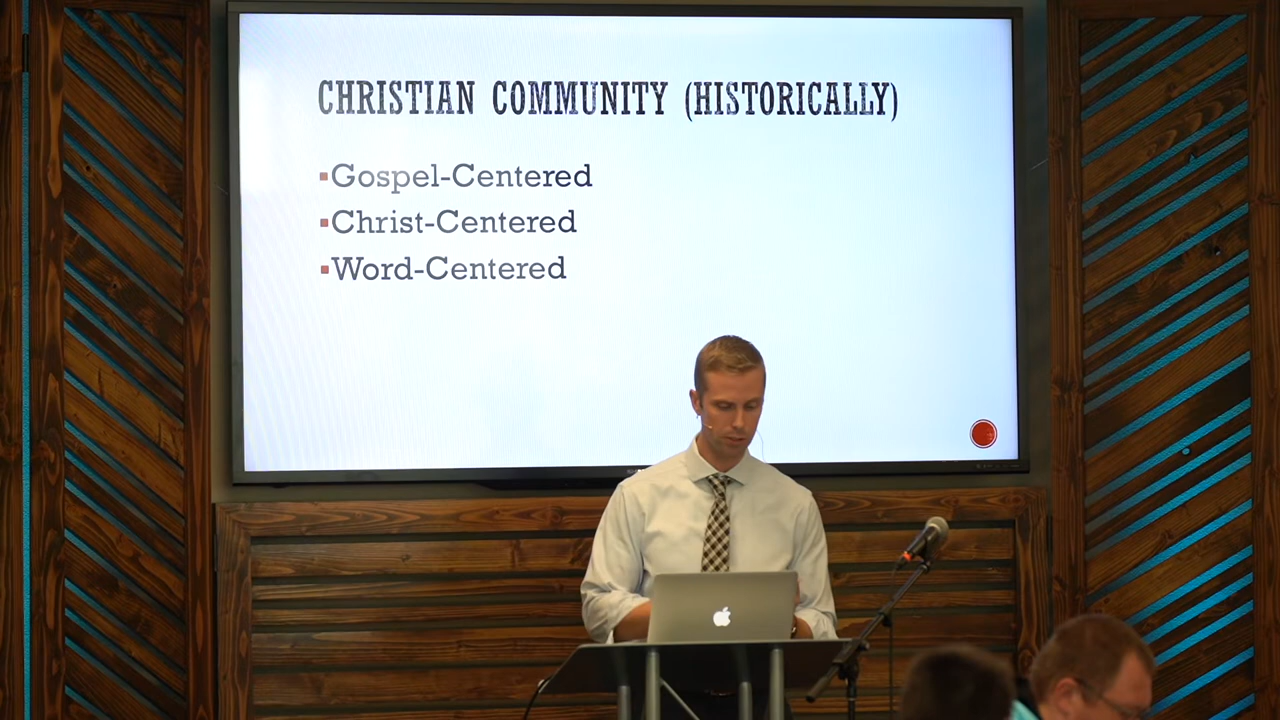 CHRISTIAN COMMUNITY (HISTORICALLY)
▪Gospel-Centered
▪Christ-Centered
▪Word-Centered